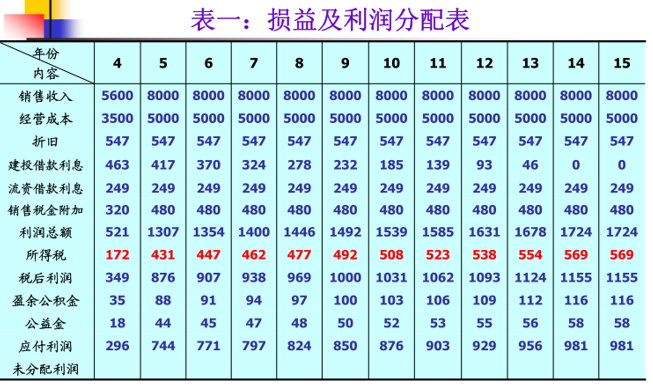 表一：损益及利润分配表
年份 4 5 6 7 8 9 10 11 12 13 14 15
内容
销售收入 5600 8000 8000 8000 8000 8000 8000 8000 8000 8000 8000 8000
经营成本 3500 5000 5000 5000 5000 5000 5000 5000 5000 5000 5000 5000
折旧 547 547 547 547 547 547 547 547 547 547 547 547
建投借款利息 463 417 370 324 278 232 185 139 93 46 0 0
流资借款利息 249 249 249 249 249 249 249 249 249 249 249 249
销售税金附加 320 480 480 480 480 480 480 480 480 480 480 480
利润总额 521 1307 1354 1400 1446 1492 1539 1585 1631 1678 1724 1724
所得税 172 431 447 462 477 492 508 523 538 554 569 569
税后利润 349 876 907 938 969 1000 1031 1062 1093 1124 1155 1155
盈余公积金 35 88 91 94 97 100 103 106 109 112 116 116
公益金 18 44 45 47 48 50 52 53 55 56 58 58
应付利润 296 744 771 797 824 850 876 903 929 956 981 981
未分配利润